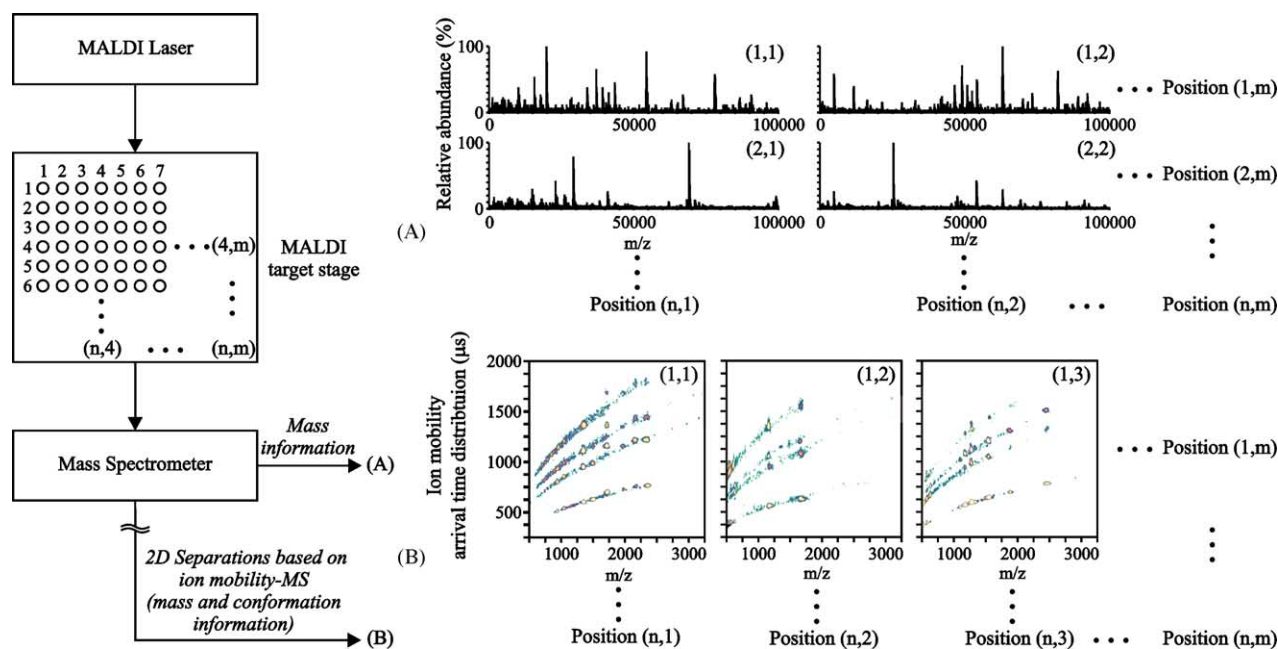 MALDI Laser
1 2 3 4 5 6 7
1
2
3
4
5
6
(4,m)
(n,4)
(n,m)
MALDI
target stage
Mass Spectrometer
Mass
information
(A)
2D Separations based on
ion mobility-MS
(mass and conformation
information)
(B)
(A)
Relative abundance (%)
100
0
(1,1)
0 50000 100000
100
0
(1,2)
0 50000 100000
Position (1,m)
100
0
(2,1)
0 50000 100000
m/z
100
0
(2,2)
0 50000 100000
m/z
Position (2,m)
Position (n,1)
Position (n,2)
Position (n,m)
(B)
Ion mobility
arrival time distribtuion (μs)
2000
1500
1000
500
(1,1)
1000 2000 3000
m/z
(1,2)
1000 2000 3000
m/z
(1,3)
1000 2000 3000
m/z
Position (1,m)
Position (n,1)
Position (n,2)
Position (n,3)
Position (n,m)